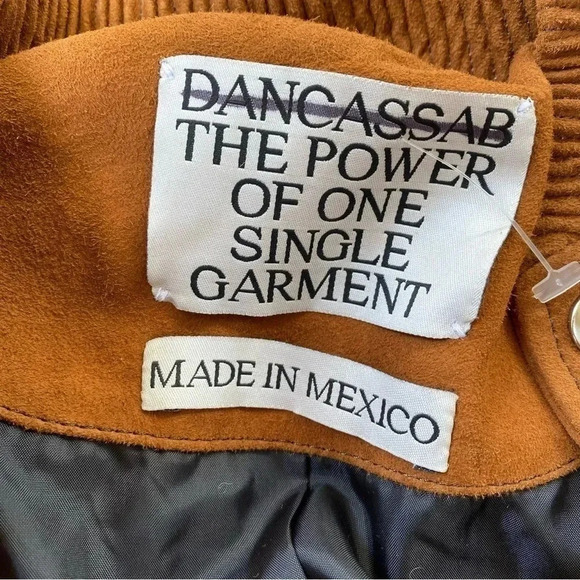 DANCASSAB
THE POWER
OF ONE
SINGLE
GARMENT
MADE IN MEXICO